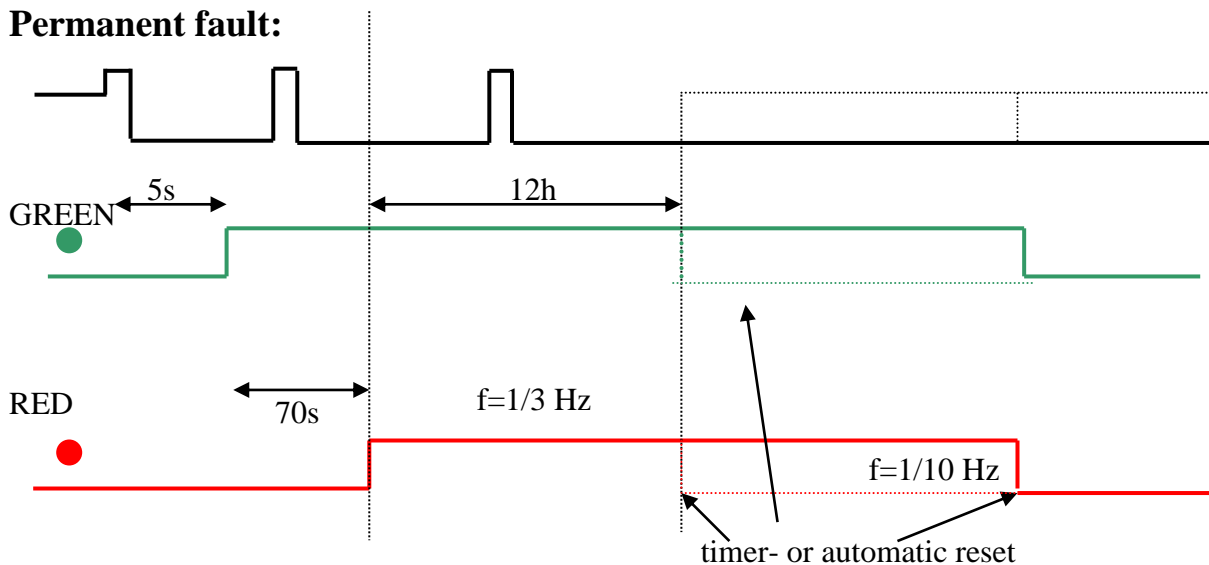 Permanent fault:
5s
12h
GREEN
70s
f=1/3 Hz
RED
f=1/10 Hz
timer- or automatic reset